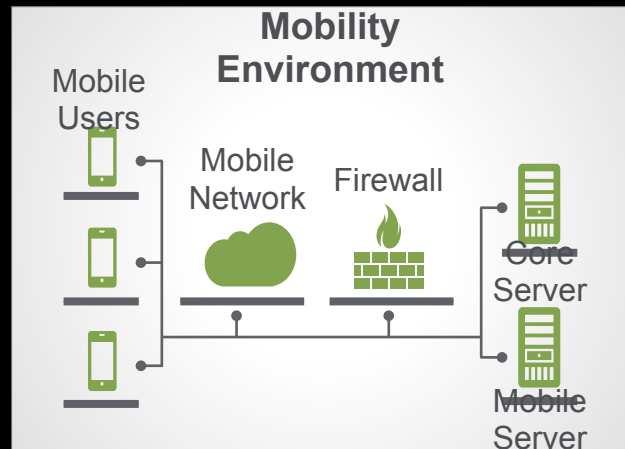 Mobility
Environment
Mobile
Users
Mobile
Network
Firewall
Core
Server
Mobile
Server